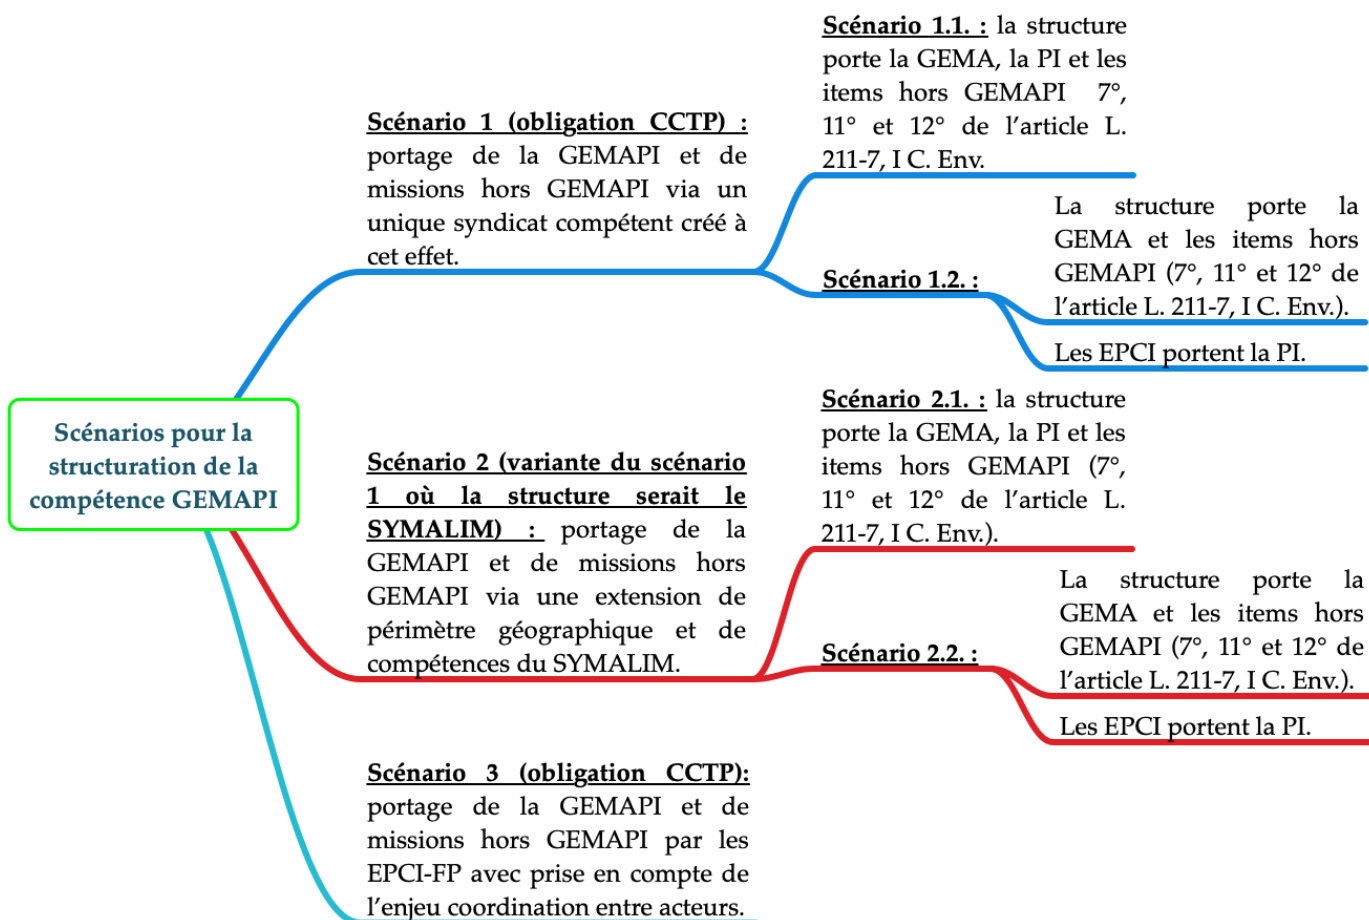 Scénarios pour la
structuration de la
compétence GEMAPI
Scénario 1 (obligation CCTP) :
portage de la GEMAPI et de
missions hors GEMAPI via un
unique syndicat compétent créé à
cet effet.
Scénario 1.1. : la structure
porte la GEMA, la PI et les
items hors GEMAPI 7°,
11° et 12° de l’article L.
211-7, I C. Env.
Scénario 1.2. :
La structure porte la
GEMA et les items hors
GEMAPI (7°, 11° et 12° de
l’article L. 211-7, I C. Env.).
Les EPCI portent la PI.
Scénario 2 (variante du scénario
1 où la structure serait le
SYMALIM) : portage de la
GEMAPI et de missions hors
GEMAPI via une extension de
périmètre géographique et de
compétences du SYMALIM.
Scénario 2.1. : la structure
porte la GEMA, la PI et les
items hors GEMAPI (7°,
11° et 12° de l’article L.
211-7, I C. Env.).
Scénario 2.2. :
La structure porte la
GEMA et les items hors
GEMAPI (7°, 11° et 12° de
l’article L. 211-7, I C. Env.).
Les EPCI portent la PI.
Scénario 3 (obligation CCTP):
portage de la GEMAPI et de
missions hors GEMAPI par les
EPCI-FP avec prise en compte de
l’enjeu coordination entre acteurs.